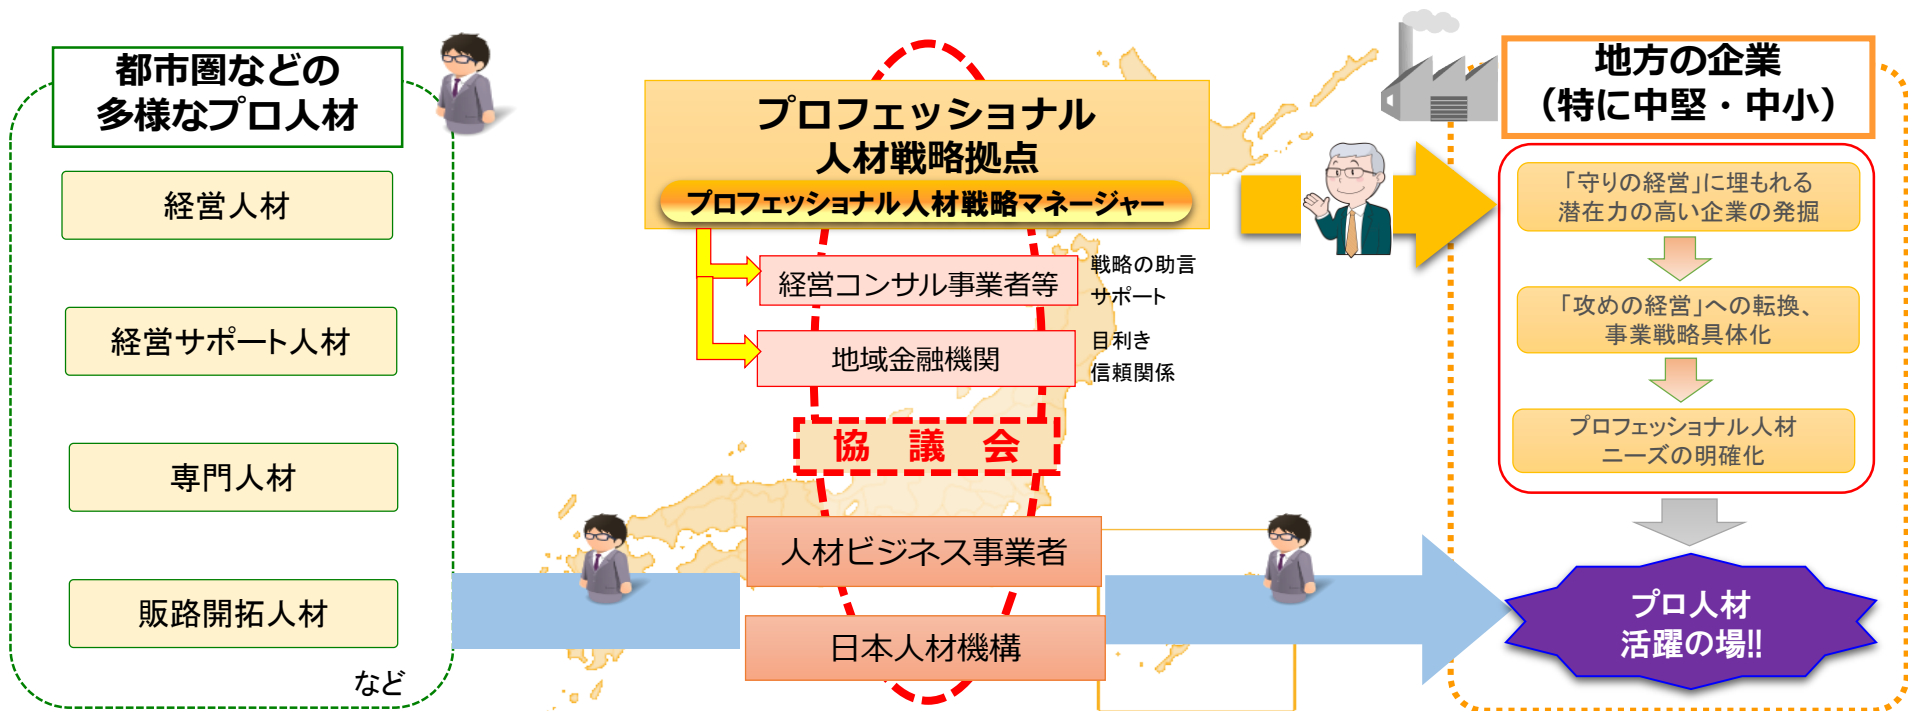 都市圏などの
多様なプロ人材
経営人材
経営サポート人材
専門人材
販路開拓人材
など
プロフェッショナル
人材戦略拠点
プロフェッショナル人材戦略マネージャー
経営コンサル事業者等
戦略の助言
サポート
地域金融機関
目利き
信頼関係
協 議 会
人材ビジネス事業者
日本人材機構
地方の企業
（特に中堅・中小）
「守りの経営」に埋もれる
潜在力の高い企業の発掘
「攻めの経営」への転換、
事業戦略具体化
プロフェッショナル人材
ニーズの明確化
プロ人材
活躍の場!!